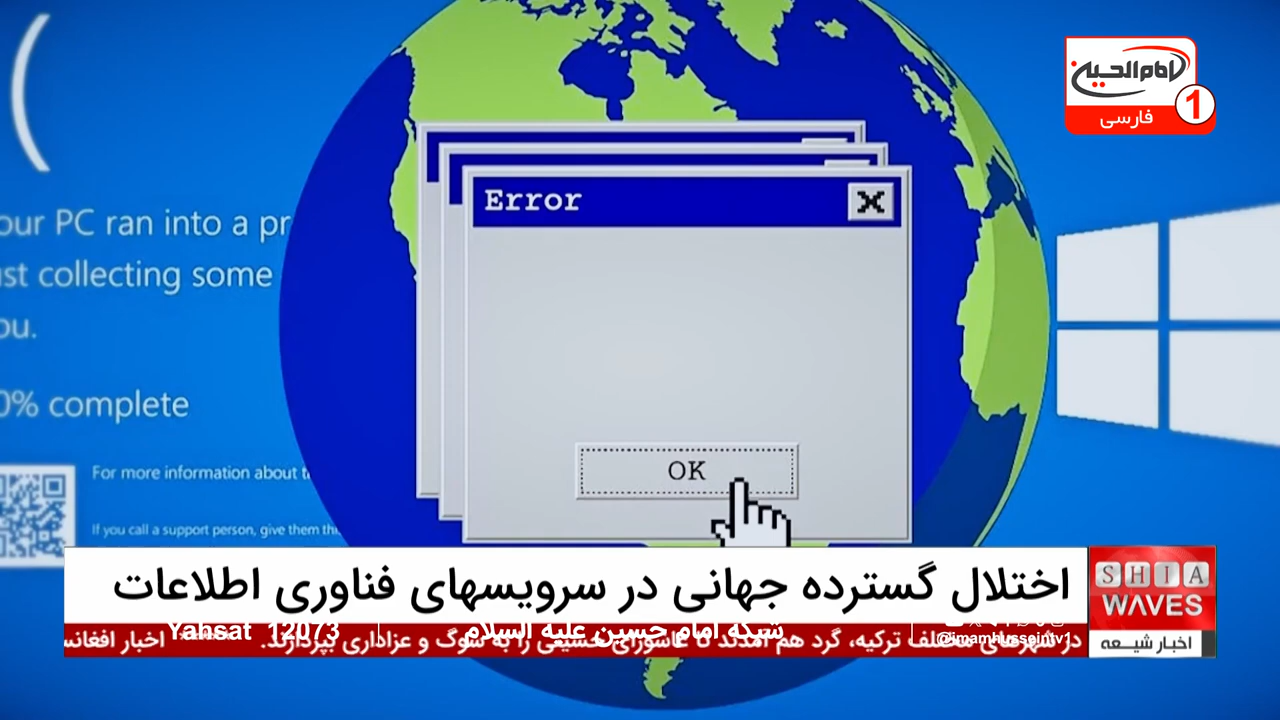 امام الحسین
1
فارسی
(
our PC ran into a pr
ust collecting some
ou.
0% complete
For more information about t
If you call a support person, give them thi
Error
OK
اختلال گسترده جهانی در سرویسهای فناوری اطلاعات
SHIA
WAVES
اخبار شیعه
در شهرهای مختلف ترکیه، گرد هم آمدند تا عاشورای حسینی را به سوگ و عزاداری بپردازند.
اخبار افغانس
@imamhusseintv1
شبکه امام حسین علیه السلام
Yahsat 12073